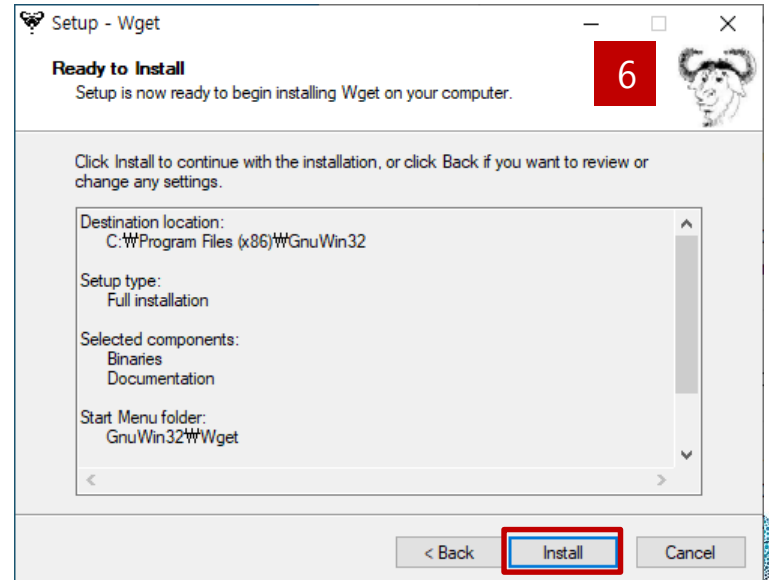 Setup - Wget
Ready to Install
Setup is now ready to begin installing Wget on your computer.
6
Click Install to continue with the installation, or click Back if you want to review or
change any settings.
Destination location:
C:₩Program Files (x86)₩GnuWin32
Setup type:
Full installation
Selected components:
Binaries
Documentation
Start Menu folder:
GnuWin32₩Wget
< Back Install Cancel